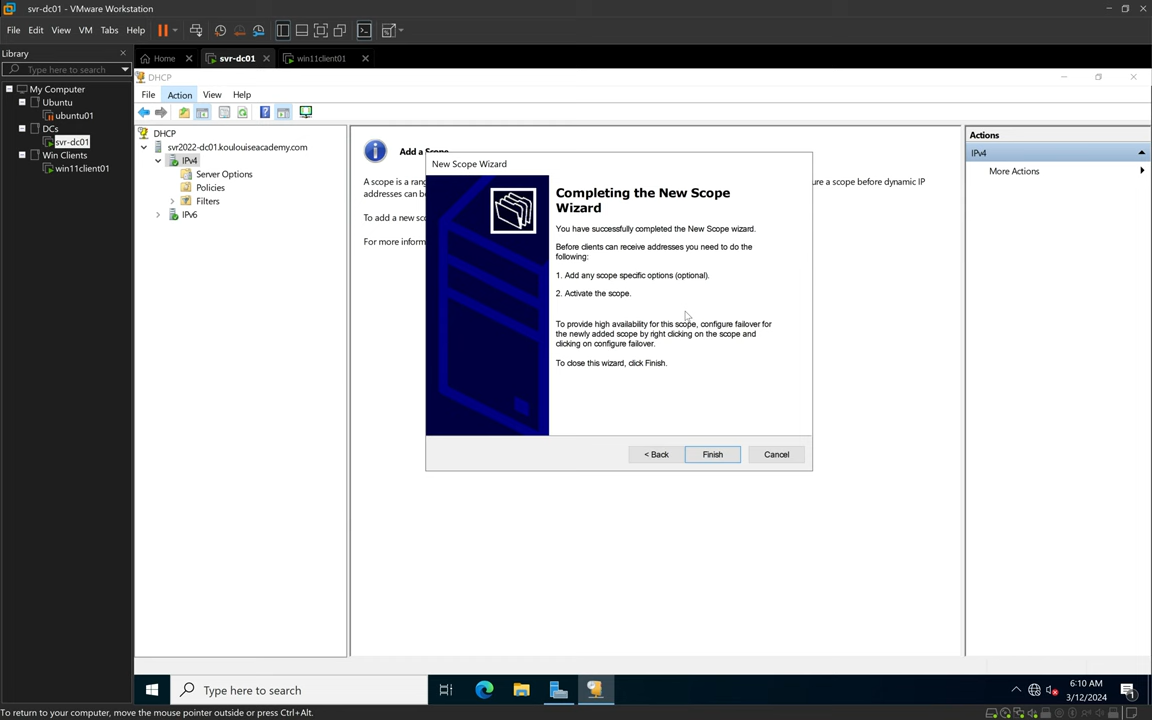 svr-dc01 - VMware Workstation
File Edit View VM Tabs Help
Library
Type here to search
My Computer
Ubuntu
ubuntu01
DCs
svr-dc01
Win Clients
win11client01
Home
svr-dc01
win11client01
DHCP
File Action View Help
DHCP
svr2022-dc01.koulouiseacademy.com
IPv4
Server Options
Policies
Filters
IPv6
Add a Scope
A scope is a rang
addresses can be
To add a new sco
For more inform
ure a scope before dynamic IP
New Scope Wizard
Completing the New Scope
Wizard
You have successfully completed the New Scope wizard.
Before clients can receive addresses you need to do the
following:
1. Add any scope specific options (optional).
2. Activate the scope.
To provide high availability for this scope, configure failover for
the newly added scope by right clicking on the scope and
clicking on configure failover.
To close this wizard, click Finish.
< Back Finish Cancel
Actions
IPv4
More Actions
Type here to search
6:10 AM
3/12/2024
1
To return to your computer, move the mouse pointer outside or press Ctrl+Alt.